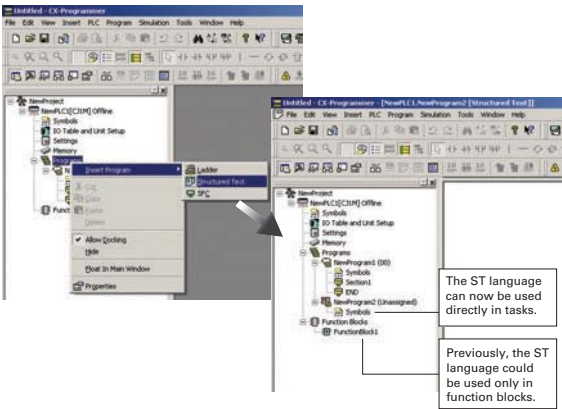 Untitled - CX-Programmer
File Edit View Insert PLC Program Simulation Tools Window Help
NewProject
NewPLC1[CJ1M] Offline
Symbols
IO Table and Unit Setup
Settings
Memory
Programs
Insert Program
Ladder
Structured Text
SFC
Cut
Copy
Paste
Delete
Allow Docking
Hide
Float In Main Window
Properties
N
Funct
Untitled - CX-Programmer - [NewPLC1.NewProgram2 [Structured Text]]
File Edit View Insert PLC Program Simulation Tools Window Help
NewProject
NewPLC1[CJ1M] Offline
Symbols
IO Table and Unit Setup
Settings
Memory
Programs
NewProgram1 (00)
Symbols
Section1
END
NewProgram2 (Unassigned)
Symbols
Function Blocks
FunctionBlock1
The ST language
can now be used
directly in tasks.
Previously, the ST
language could
be used only in
function blocks.